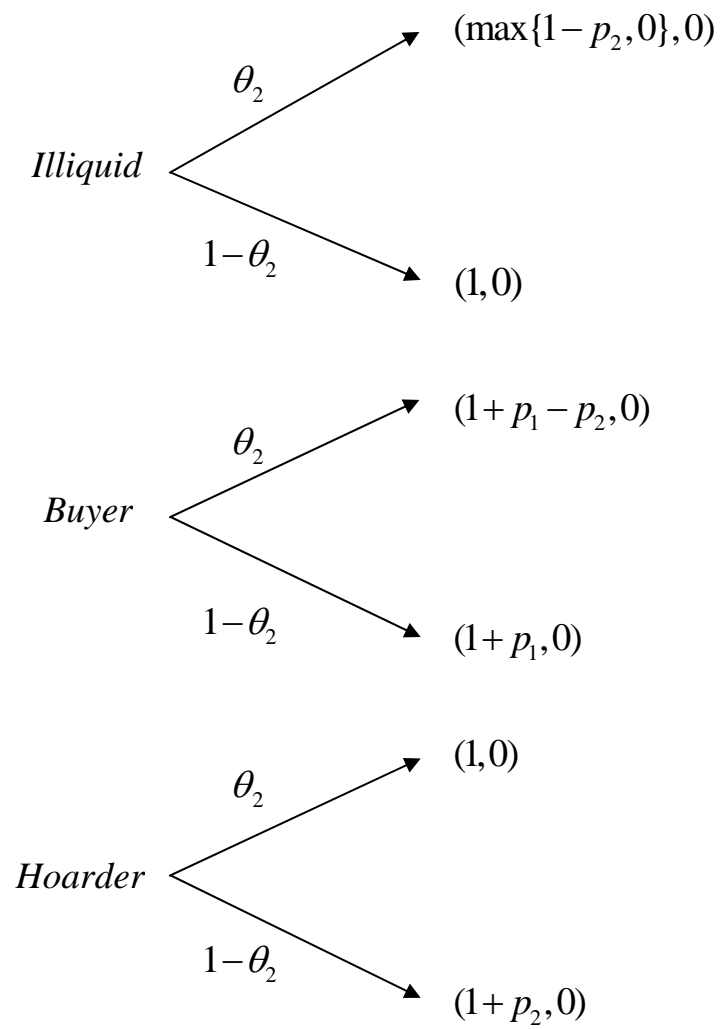 (max{1− p₂,0},0)
θ₂
Illiquid
1−θ₂
(1,0)
(1+ p₁− p₂,0)
θ₂
Buyer
1−θ₂
(1+ p₁,0)
(1,0)
θ₂
Hoarder
1−θ₂
(1+ p₂,0)